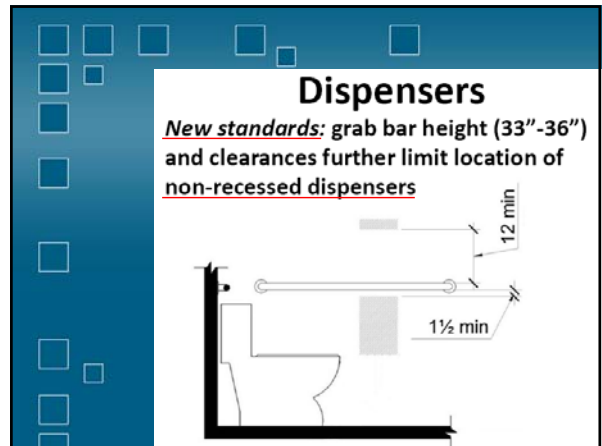 Dispensers
New standards: grab bar height (33”-36”)
and clearances further limit location of
non-recessed dispensers
12 min
1½ min